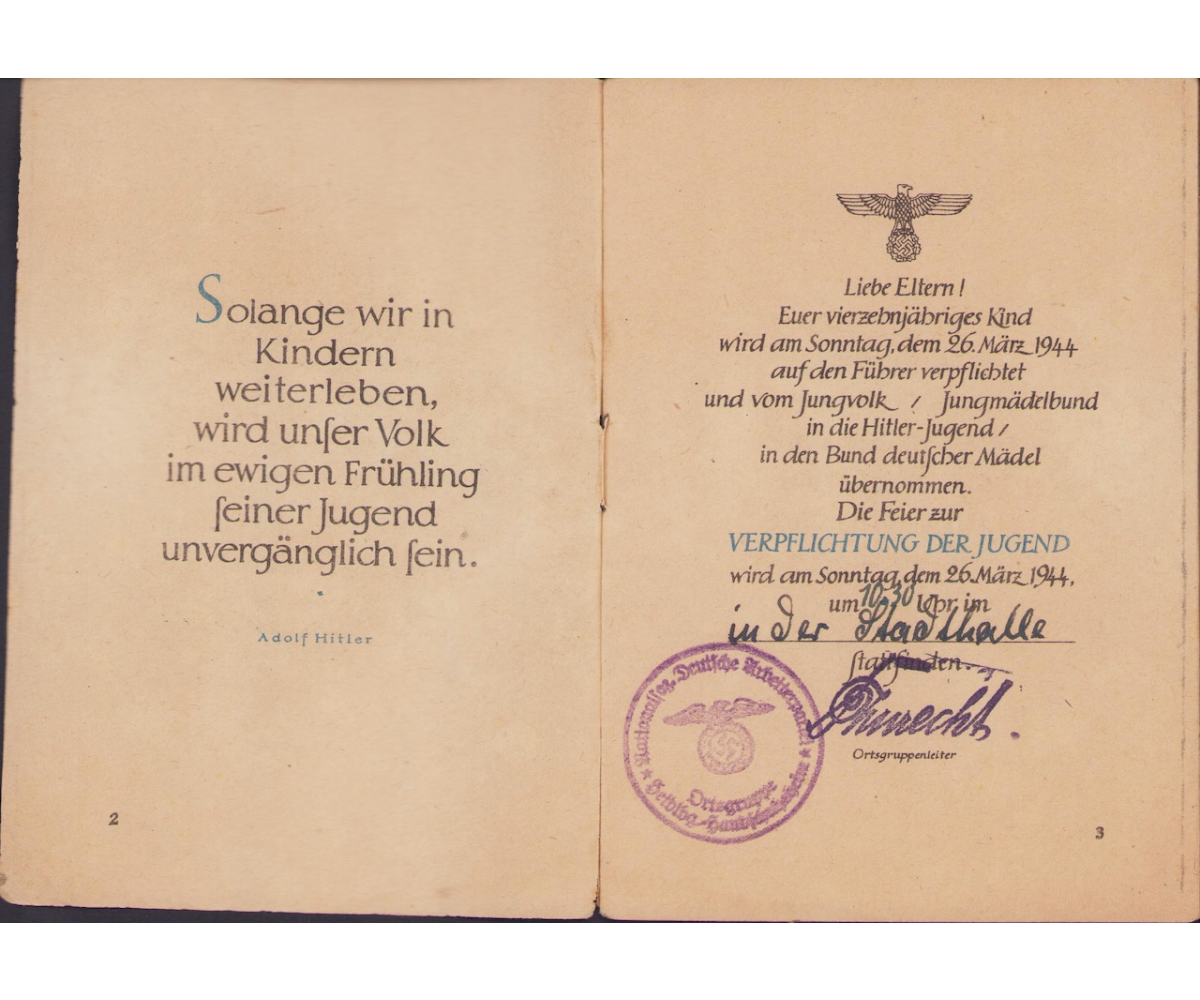 Solange wir in
Kindern
weiterleben,
wird unſer Volk
im ewigen Frühling
ſeiner Jugend
unvergänglich ſein.
Adolf Hitler
2
Liebe Eltern!
Euer vierzehnjähriges Kind
wird am Sonntag, dem 26. März 1944
auf den Führer verpflichtet
und vom Jungvolk / Jungmädelbund
in die Hitler-Jugend /
in den Bund deutſcher Mädel
übernommen.
Die Feier zur
VERPFLICHTUNG DER JUGEND
wird am Sonntag, dem 26. März 1944,
um 10.30 Uhr, im
in der Stadthalle
ſtattfinden.
Ortsgruppenleiter
Nationalſoz. Deutſche Arbeiterpartei
Ortsgruppe
3